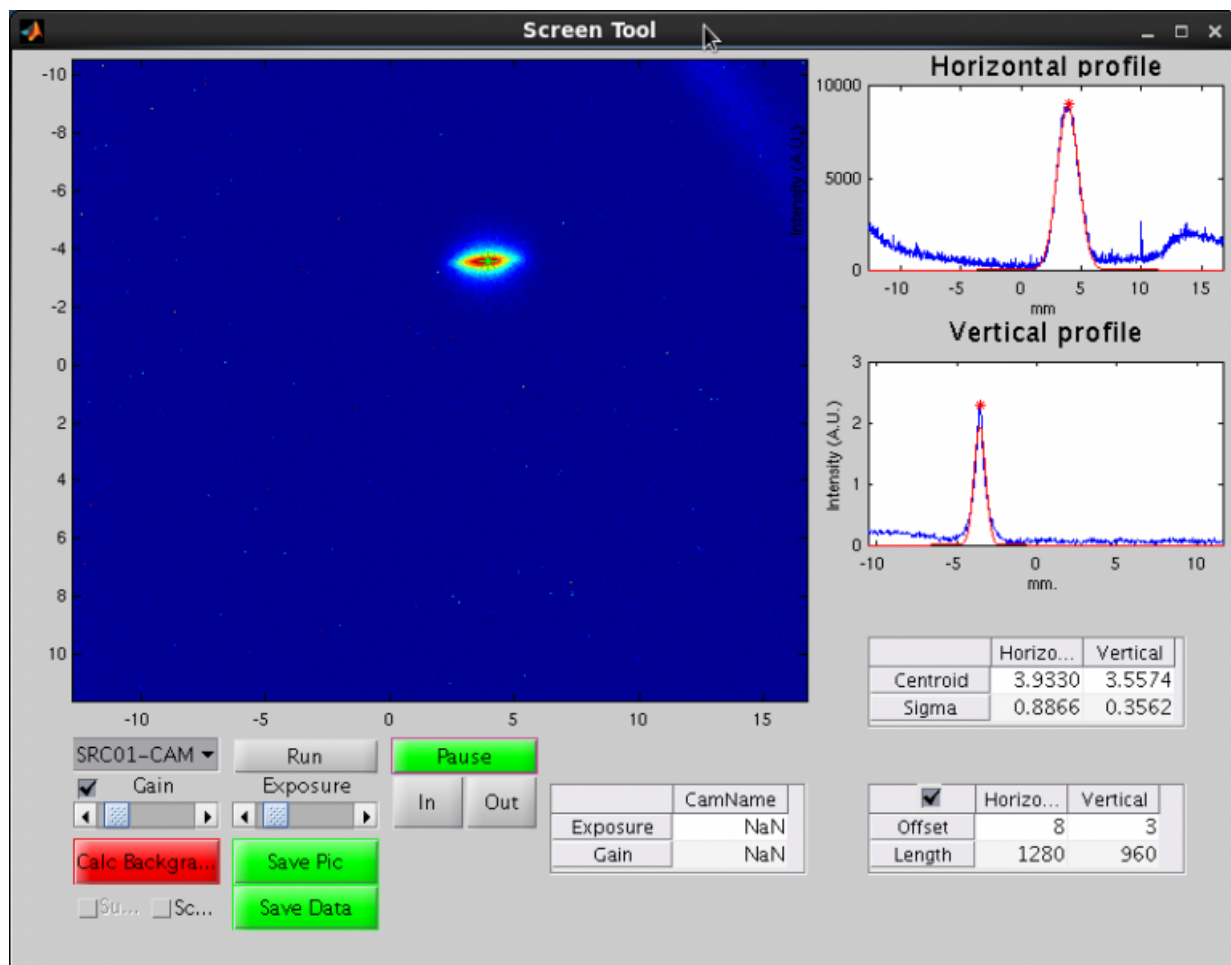 Screen Tool
-10
-8
-6
-4
-2
0
2
4
6
8
10
-10
-5
0
5
10
15
Horizontal profile
10000
5000
0
Intensity (A.U.)
-10 -5 0 5 10 15
mm
Vertical profile
3
2
1
0
Intensity (A.U.)
-10 -5 0 5 10
mm.
Horizo... Vertical
Centroid 3.9330 3.5574
Sigma 0.8866 0.3562
SRC01-CAM
Run
Pause
Gain
Exposure
In
Out
CamName
Exposure NaN
Gain NaN
Horizo... Vertical
Offset 8 3
Length 1280 960
Calc Backgra...
Save Pic
Su...
Sc...
Save Data